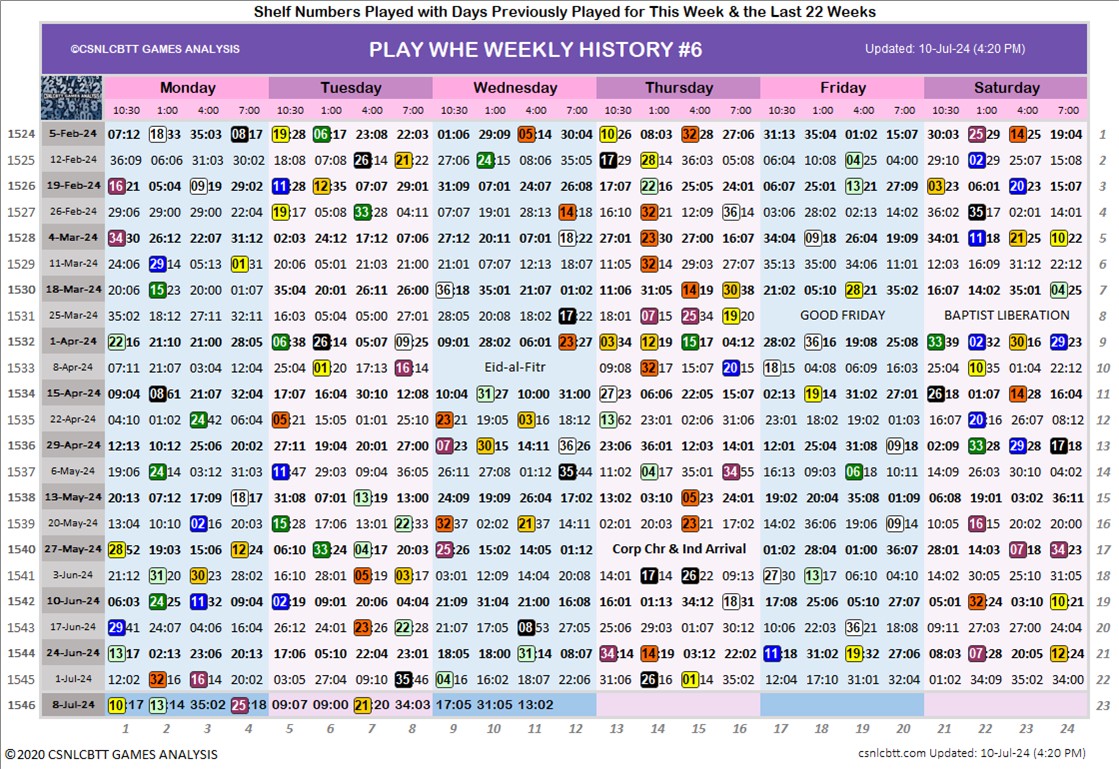 Shelf Numbers Played with Days Previously Played for This Week & the Last 22 Weeks
©CSNLCBTT GAMES ANALYSIS PLAY WHE WEEKLY HISTORY #6 Updated: 10-Jul-24 (4:20 PM)
Monday Tuesday Wednesday Thursday Friday Saturday
10:30 1:00 4:00 7:00 10:30 1:00 4:00 7:00 10:30 1:00 4:00 7:00 10:30 1:00 4:00 7:00 10:30 1:00 4:00 7:00 10:30 1:00 4:00 7:00
1524 5-Feb-24 07:12 18:33 35:03 08:17 19:28 06:17 23:08 22:03 01:06 29:09 05:14 30:04 10:26 08:03 32:28 27:06 31:13 35:04 01:02 15:07 30:03 25:29 14:25 19:04 1
1525 12-Feb-24 36:09 06:06 31:03 30:02 18:08 07:08 26:14 21:22 27:06 10:15 08:06 35:05 17:29 28:14 36:03 05:08 06:04 10:08 04:25 04:00 29:10 02:29 25:07 15:08 2
1526 19-Feb-24 16:21 05:04 09:19 29:02 11:28 12:35 07:07 29:01 31:09 07:01 24:07 26:08 17:07 22:16 25:05 24:01 06:07 25:01 13:21 27:09 03:23 06:01 20:23 15:07 3
1527 26-Feb-24 29:06 29:00 29:00 22:04 19:17 05:08 33:28 04:11 07:07 19:01 28:13 14:18 16:10 32:21 12:09 36:14 03:06 28:02 02:13 14:02 36:02 35:17 02:01 14:01 4
1528 4-Mar-24 34:30 26:12 22:07 31:12 02:03 24:12 17:12 07:06 27:12 20:11 07:01 18:22 27:01 23:30 27:00 16:07 34:04 09:18 26:04 19:09 34:01 11:18 21:25 10:22 5
1529 11-Mar-24 24:06 29:14 05:13 01:31 20:06 05:01 21:03 21:00 21:01 07:07 12:13 18:07 11:05 32:14 29:03 27:08 35:13 35:00 23:06 11:01 12:03 16:09 31:12 22:12 6
1530 18-Mar-24 20:06 15:23 20:00 01:07 35:04 20:01 26:11 26:00 36:18 35:01 21:07 01:02 11:06 31:05 14:19 30:38 21:02 05:10 28:21 35:02 16:07 14:02 35:01 04:25 7
1531 25-Mar-24 35:02 18:12 27:11 32:11 16:03 05:04 05:00 27:01 28:05 20:08 18:02 17:22 18:01 07:15 25:34 19:20 GOOD FRIDAY BAPTIST LIBERATION 8
1532 1-Apr-24 22:16 21:10 21:00 28:05 06:38 26:14 05:07 09:25 09:01 28:02 06:01 23:27 03:34 12:19 15:17 04:12 28:02 36:16 19:08 25:08 33:39 02:32 30:16 29:23 9
1533 8-Apr-24 07:11 21:07 03:04 12:04 25:04 01:20 17:13 16:14 Eid-al-Fitr 09:08 32:17 15:07 20:15 18:15 04:08 06:09 16:03 25:04 10:35 01:04 22:12 10
1534 15-Apr-24 09:04 08:61 21:07 32:04 17:07 16:04 30:10 12:08 10:04 31:27 10:00 31:00 27:23 06:06 22:05 15:07 02:13 19:14 31:02 27:01 26:18 01:07 23:28 11:04 11
1535 22-Apr-24 04:10 01:02 24:42 06:04 05:21 15:05 01:01 25:10 23:21 09:05 03:16 18:12 13:62 23:01 02:03 31:06 23:01 18:02 19:02 01:03 16:07 20:16 26:07 08:12 12
1536 29-Apr-24 12:13 10:12 25:06 20:02 27:11 19:04 20:01 27:00 07:23 30:15 14:11 36:26 23:06 36:01 12:03 14:01 12:01 25:04 31:08 09:18 02:09 33:28 29:28 17:18 13
1537 6-May-24 19:06 24:14 03:12 31:03 11:47 29:03 09:04 36:05 26:11 27:08 01:12 35:44 11:02 04:17 35:01 34:55 16:13 09:03 06:18 10:11 14:09 26:03 30:10 04:02 14
1538 13-May-24 20:13 07:12 17:09 18:17 31:08 07:01 13:19 13:00 24:09 19:09 26:04 17:02 13:02 03:10 05:23 24:01 19:02 20:04 35:08 01:09 06:08 19:01 03:02 36:11 15
1539 20-May-24 13:04 10:10 02:16 20:03 15:28 17:06 13:01 22:33 32:37 02:02 21:37 14:11 02:01 20:03 23:21 17:02 14:02 36:06 19:06 09:14 10:05 16:15 20:02 20:00 16
1540 27-May-24 28:52 19:03 15:06 12:24 06:10 33:24 04:17 20:03 25:26 15:02 14:05 01:12 Corp Chr & Ind Arrival 01:00 28:04 01:00 36:07 28:01 14:03 07:18 34:23 17
1541 3-Jun-24 21:12 31:20 30:23 28:02 16:10 28:01 05:19 03:17 03:01 12:09 14:04 20:08 14:01 17:14 26:22 09:13 27:30 13:17 06:10 04:10 14:02 30:05 25:10 31:05 18
1542 10-Jun-24 06:03 24:25 11:32 09:04 02:19 09:01 20:06 04:04 21:09 31:04 21:00 16:08 16:01 01:13 34:12 18:31 17:08 25:06 05:10 27:07 05:01 32:24 03:10 10:21 19
1543 17-Jun-24 29:41 24:07 04:06 16:04 26:12 24:01 23:26 22:28 21:07 17:05 08:53 27:05 25:06 29:03 01:07 30:12 10:06 12:03 36:21 18:08 09:11 27:03 27:00 24:04 20
1544 24-Jun-24 13:17 02:13 23:06 20:13 17:06 05:10 22:04 23:01 18:05 18:00 31:14 08:07 34:14 14:19 03:12 22:02 11:18 31:02 19:32 27:06 08:03 07:28 20:05 12:24 21
1545 1-Jul-24 12:02 32:16 16:14 20:02 03:05 27:04 09:10 35:46 04:16 16:02 18:07 22:06 31:06 26:16 01:14 35:02 12:04 17:10 31:01 32:04 01:02 34:09 35:02 34:00 22
1546 8-Jul-24 10:17 13:14 35:02 25:18 09:07 09:00 21:20 34:03 17:05 31:05 13:02 23
1 2 3 4 5 6 7 8 9 10 11 12 13 14 15 16 17 18 19 20 21 22 23 24
©2020 CSNLCBTT GAMES ANALYSIS csnlcbtt.com Updated: 10-Jul-24 (4:20 PM)